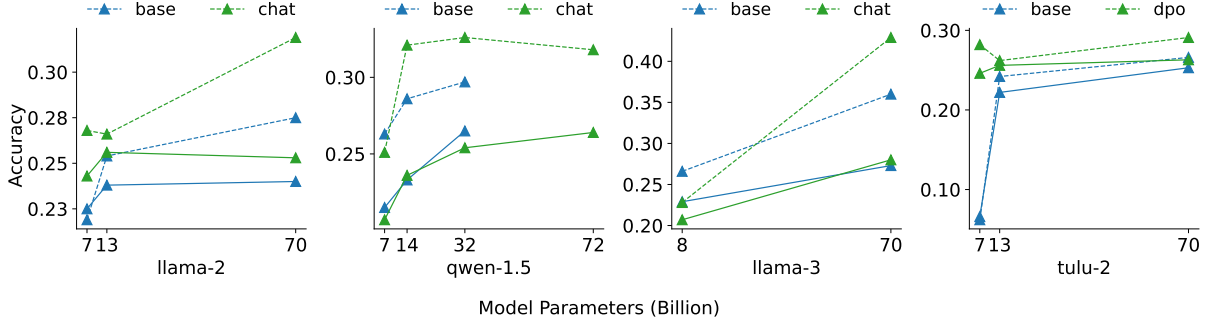 base chat
base chat
base chat
base dpo
Accuracy
0.30
0.28
0.25
0.23
7 13 70
llama-2
0.30
0.25
7 14 32 72
qwen-1.5
0.40
0.35
0.30
0.25
0.20
8 70
llama-3
0.30
0.20
0.10
7 13 70
tulu-2
Model Parameters (Billion)